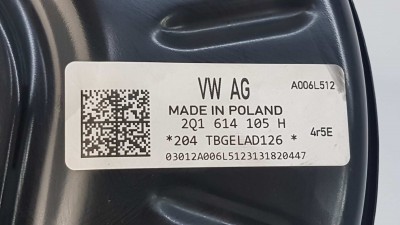 VW AG A006L512
MADE IN POLAND
2Q1 614 105 H
*204 TBGELAD126 * 4r5E
03012A006L5123131820447